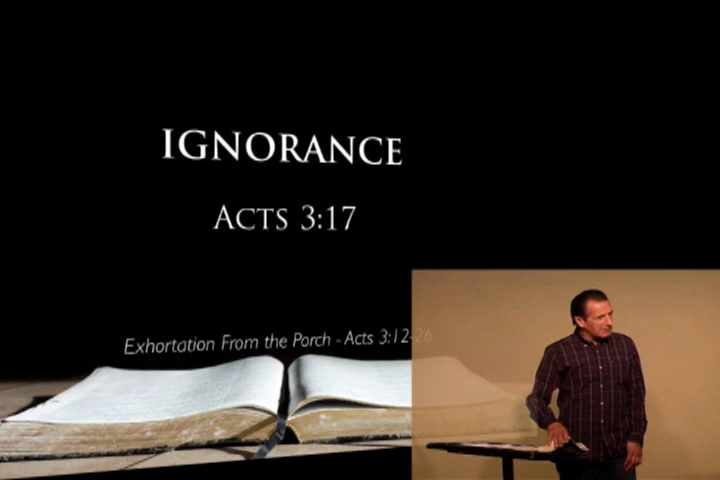 IGNORANCE
ACTS 3:17
Exhortation From the Porch - Acts 3:12-26